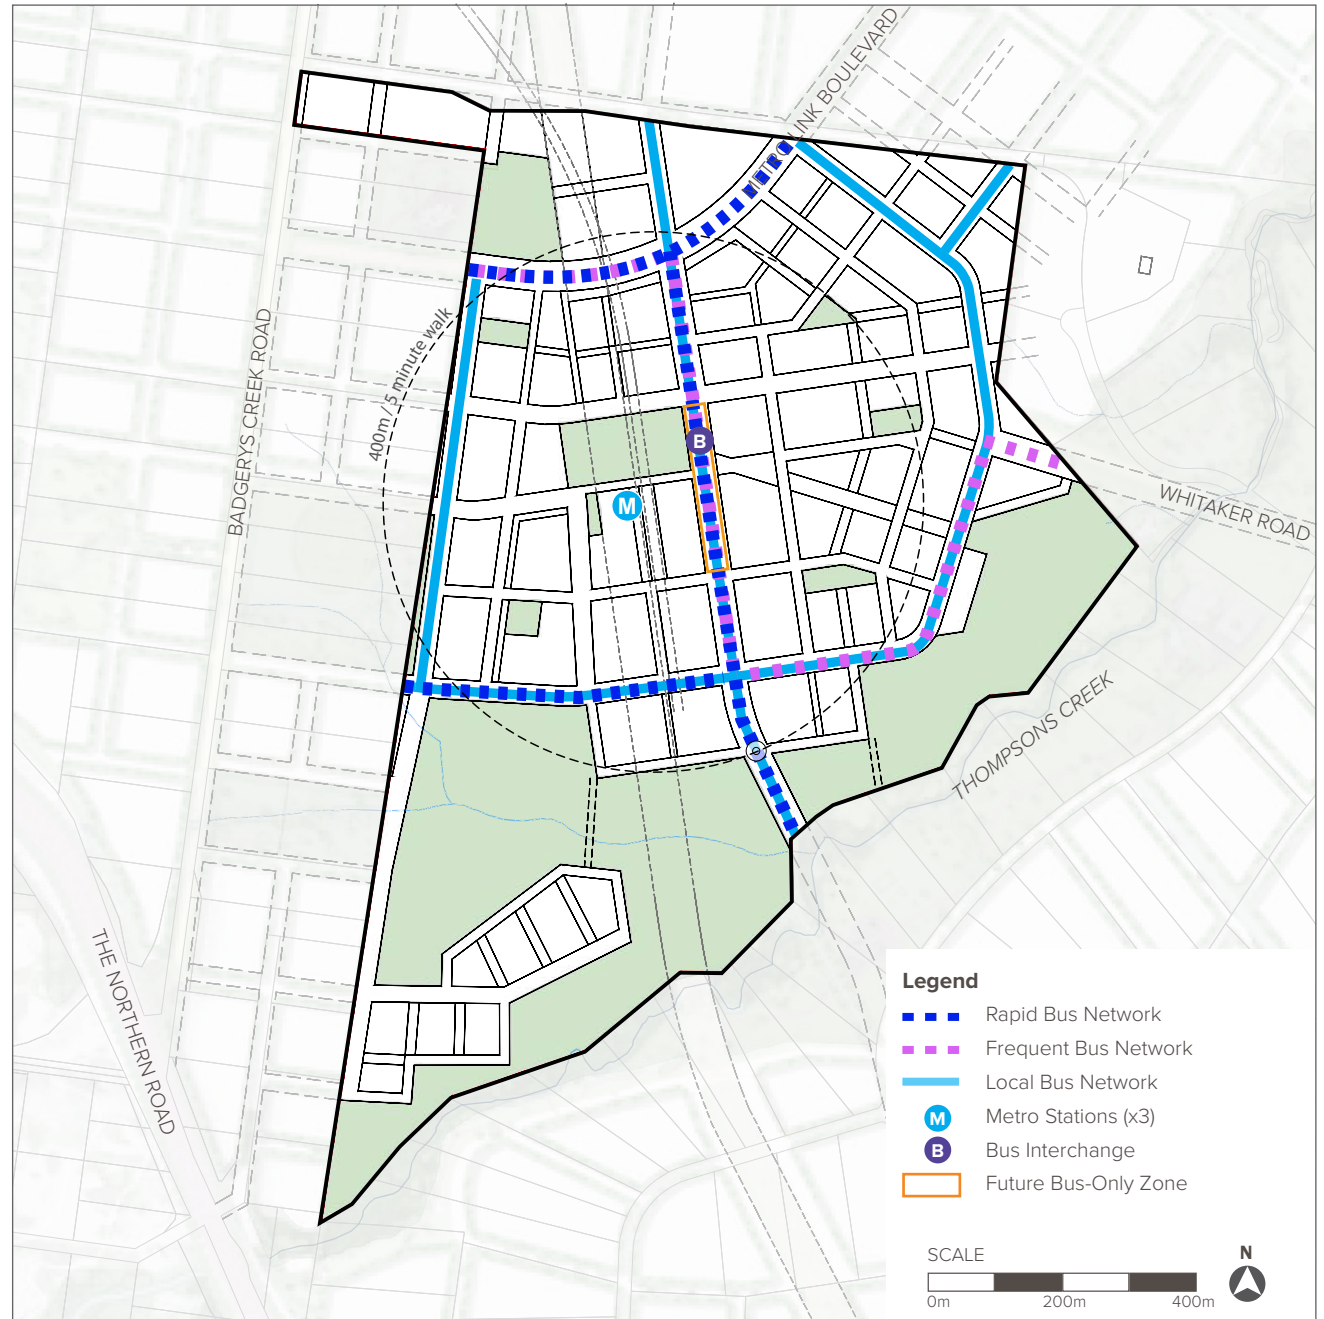 METRO LINK BOULEVARD
400m / 5 minute walk
BADGERYS CREEK ROAD
B
M
WHITAKER ROAD
THOMPSONS CREEK
THE NORTHERN ROAD
Legend
Rapid Bus Network
Frequent Bus Network
Local Bus Network
M Metro Stations (x3)
B Bus Interchange
Future Bus-Only Zone
SCALE
N
0m 200m 400m